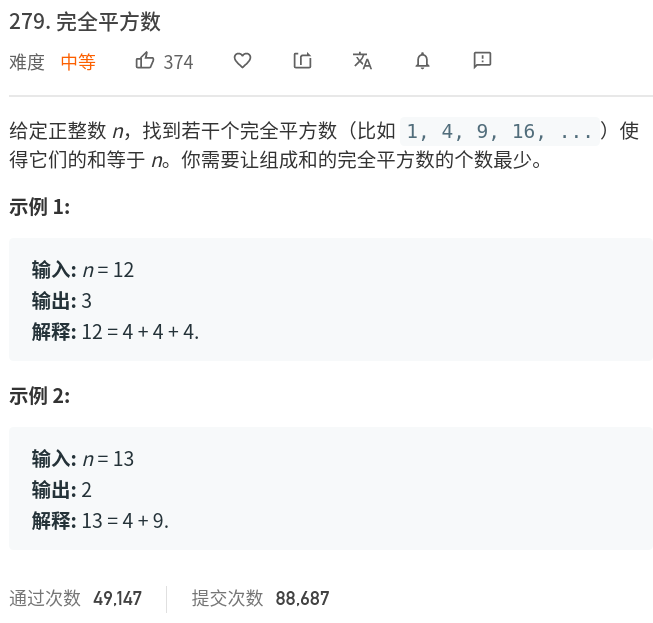 279. 完全平方数
难度 中等 374
给定正整数 n，找到若干个完全平方数（比如 1, 4, 9, 16, ...）使
得它们的和等于 n。你需要让组成和的完全平方数的个数最少。
示例 1:
输入: n = 12
输出: 3
解释: 12 = 4 + 4 + 4.
示例 2:
输入: n = 13
输出: 2
解释: 13 = 4 + 9.
通过次数 49,147 提交次数 88,687